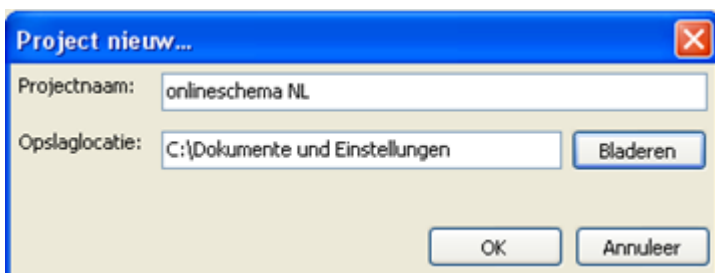 Project nieuw...
Projectnaam: onlineschema NL
Opslaglocatie: C:\Dokumente und Einstellungen Bladeren
OK Annuleer